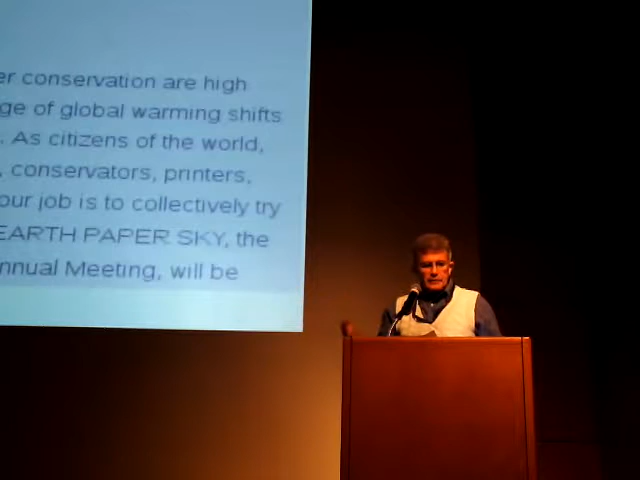 er conservation are high
ge of global warming shifts
. As citizens of the world,
, conservators, printers,
our job is to collectively try
EARTH PAPER SKY, the
nnual Meeting, will be